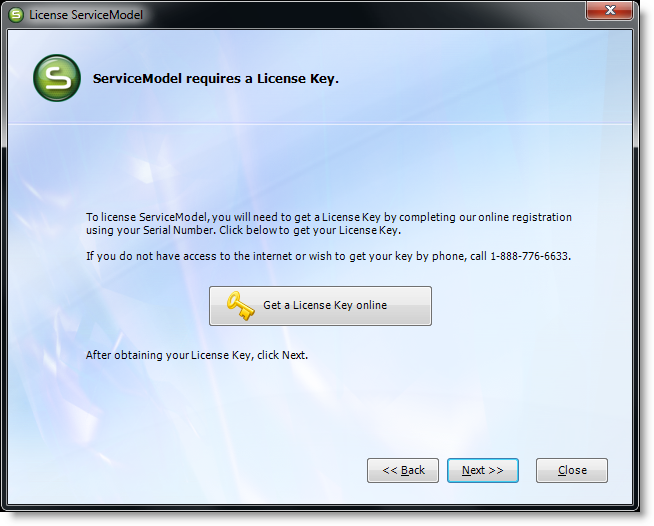 License ServiceModel
ServiceModel requires a License Key.
To license ServiceModel, you will need to get a License Key by completing our online registration
using your Serial Number. Click below to get your License Key.
If you do not have access to the internet or wish to get your key by phone, call 1-888-776-6633.
Get a License Key online
After obtaining your License Key, click Next.
<< Back
Next >>
Close